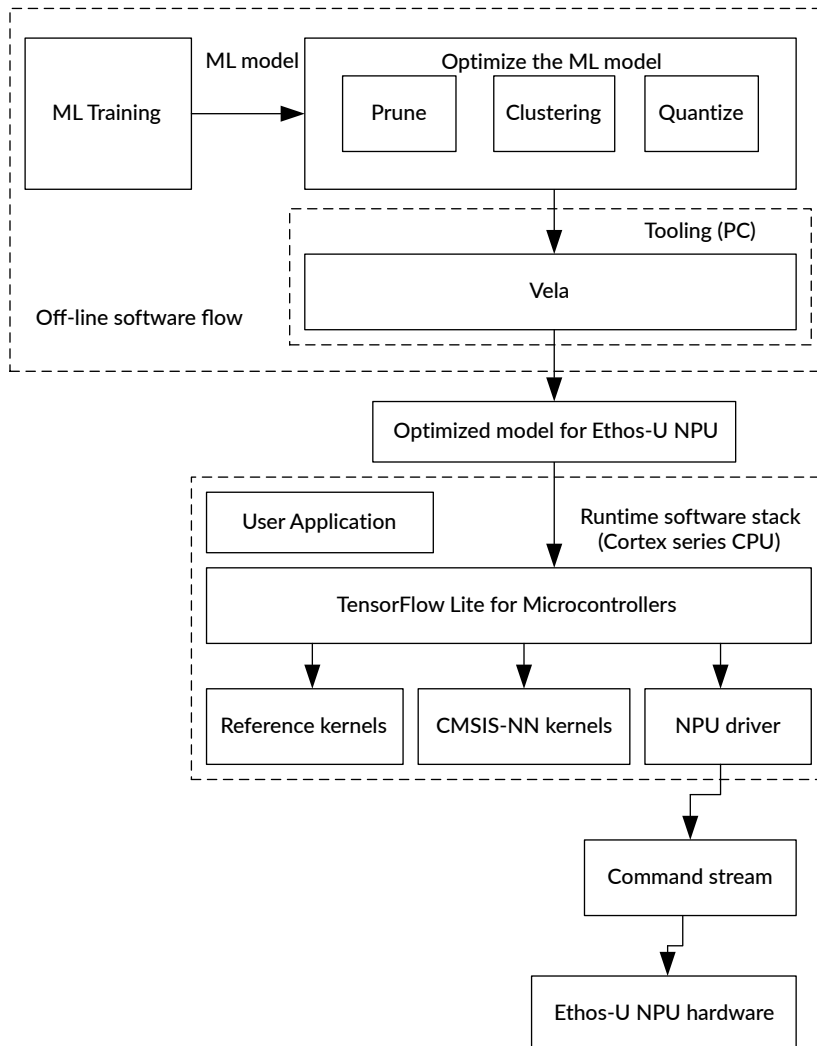 ML model
Optimize the ML model
ML Training
Prune
Clustering
Quantize
Tooling (PC)
Vela
Off-line software flow
Optimized model for Ethos-U NPU
User Application
Runtime software stack
(Cortex series CPU)
TensorFlow Lite for Microcontrollers
Reference kernels
CMSIS-NN kernels
NPU driver
Command stream
Ethos-U NPU hardware